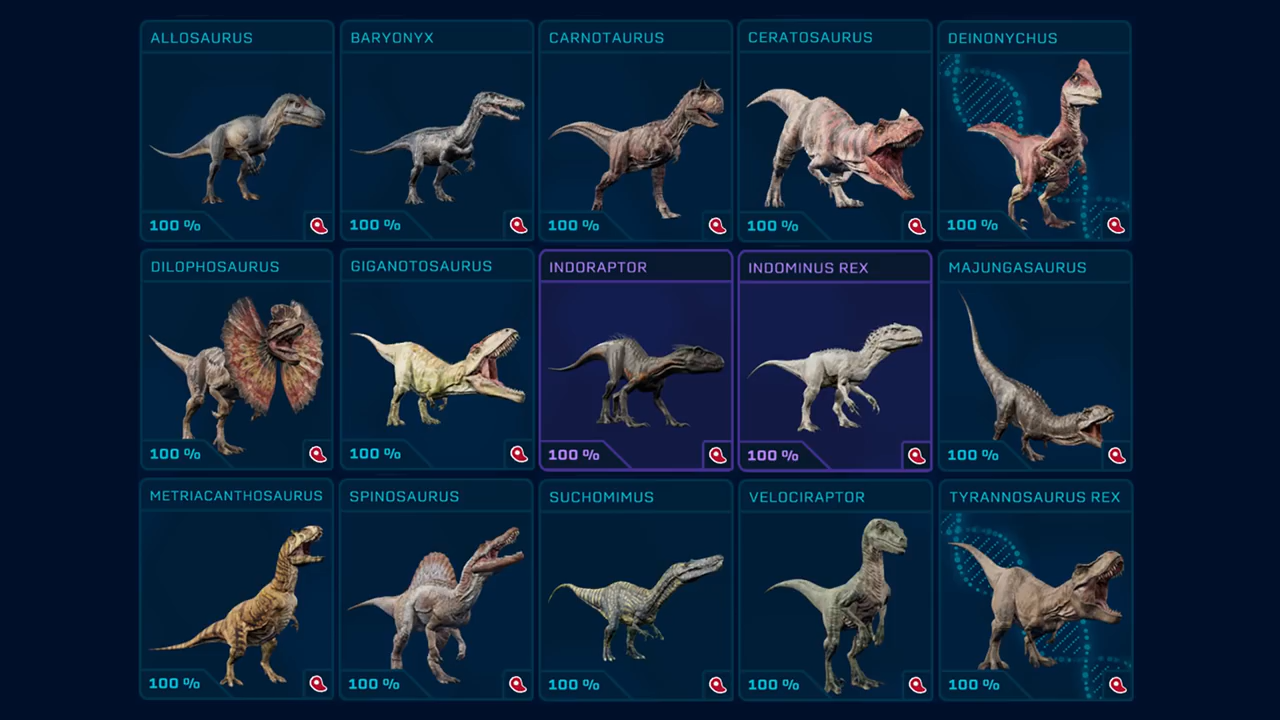 ALLOSAURUS
BARYONYX
CARNOTAURUS
CERATOSAURUS
DEINONYCHUS
100 %
100 %
100 %
100 %
100 %
DILOPHOSAURUS
GIGANOTOSAURUS
INDORAPTOR
INDOMINUS REX
MAJUNGASAURUS
100 %
100 %
100 %
100 %
100 %
METRIACANTHOSAURUS
SPINOSAURUS
SUCHOMIMUS
VELOCIRAPTOR
TYRANNOSAURUS REX
100 %
100 %
100 %
100 %
100 %